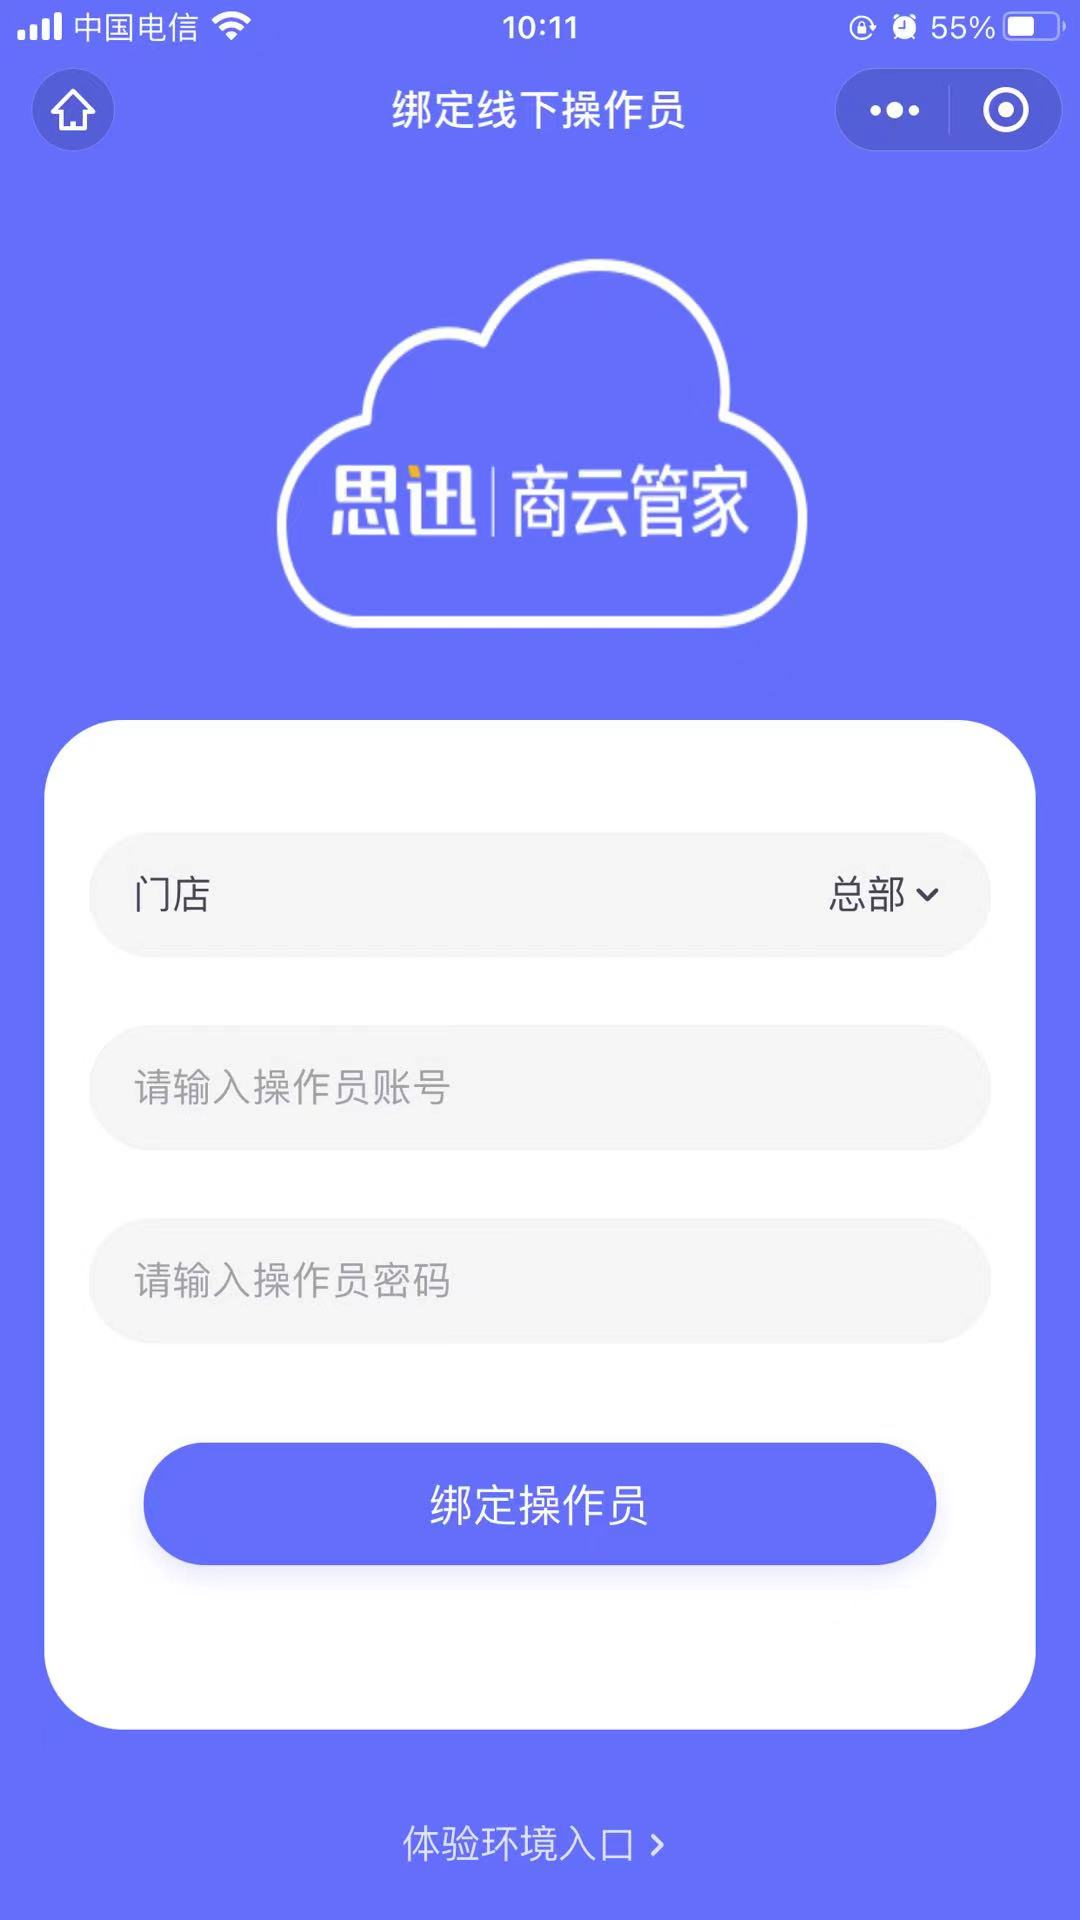 中国电信 10:11 55%
绑定线下操作员
思迅 商云管家
门店 总部
请输入操作员账号
请输入操作员密码
绑定操作员
体验环境入口